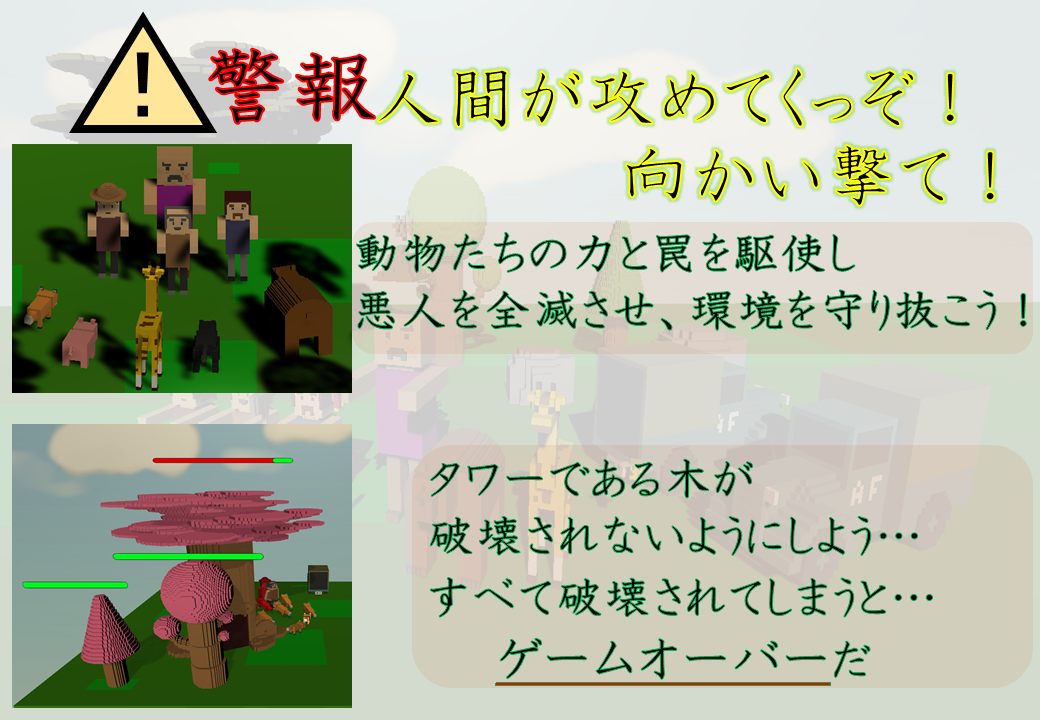 警報人間が攻めてくっぞ！
向かい撃て！
動物たちの力と罠を駆使し
悪人を全滅させ、環境を守り抜こう！
AF
AF
タワーである木が
破壊されないようにしよう…
すべて破壊されてしまうと…
ゲームオーバーだ